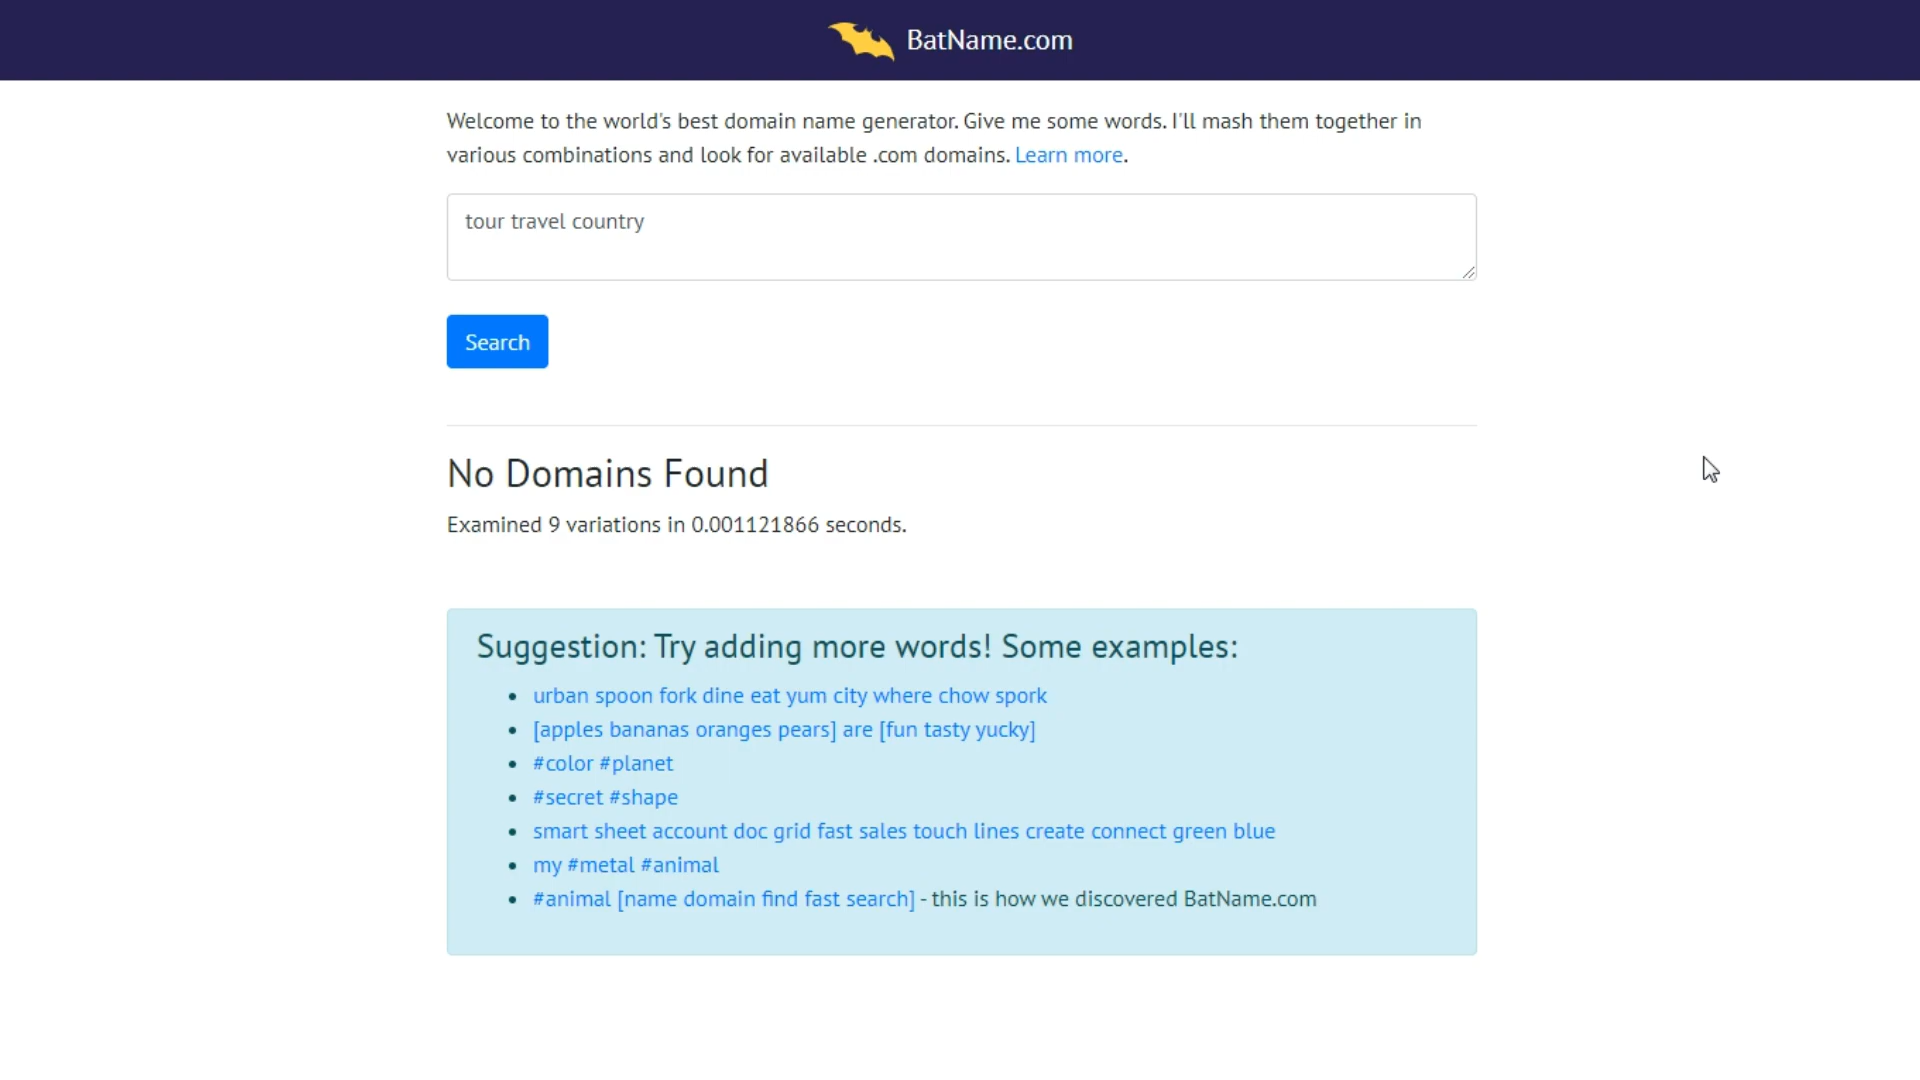 BatName.com
Welcome to the world's best domain name generator. Give me some words. I'll mash them together in
various combinations and look for available .com domains. Learn more.
tour travel country
Search
No Domains Found
Examined 9 variations in 0.001121866 seconds.
Suggestion: Try adding more words! Some examples:
• urban spoon fork dine eat yum city where chow spork
• [apples bananas oranges pears] are [fun tasty yucky]
• #color #planet
• #secret #shape
• smart sheet account doc grid fast sales touch lines create connect green blue
• my #metal #animal
• #animal [name domain find fast search] - this is how we discovered BatName.com